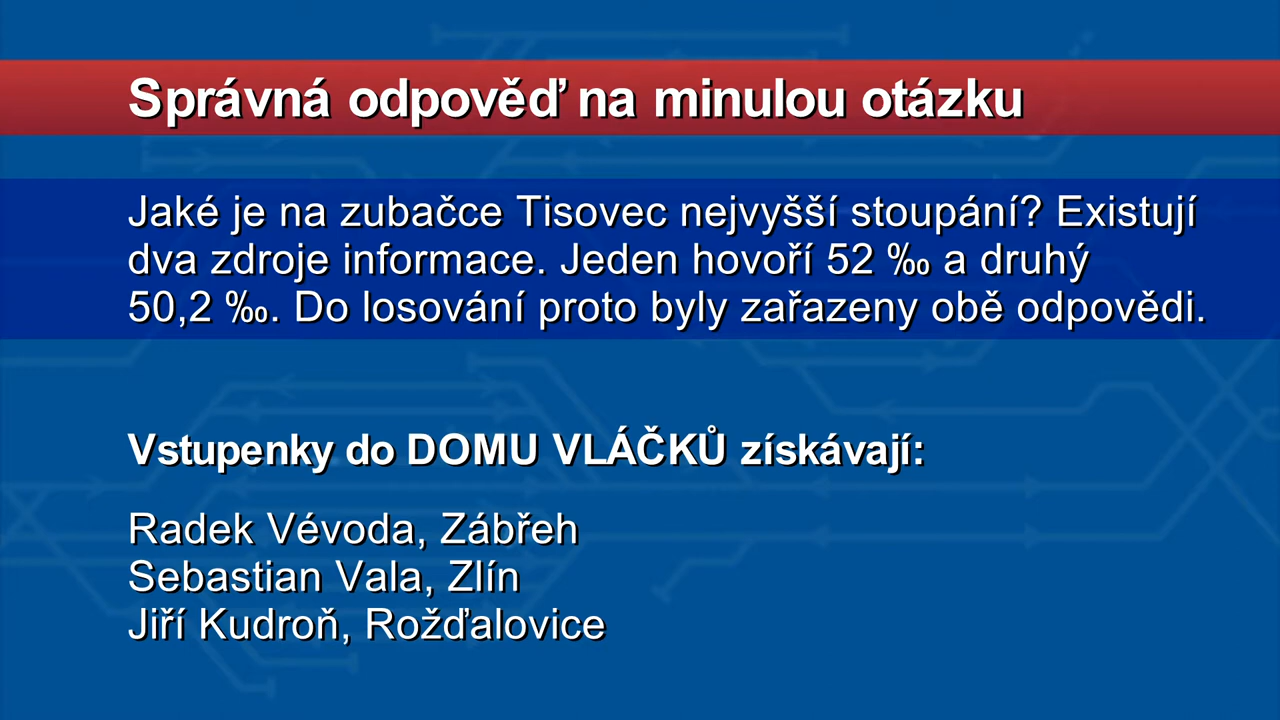 Správná odpověď na minulou otázku
Jaké je na zubačce Tisovec nejvyšší stoupání? Existují
dva zdroje informace. Jeden hovoří 52 ‰ a druhý
50,2 ‰. Do losování proto byly zařazeny obě odpovědi.
Vstupenky do DOMU VLÁČKŮ získávají:
Radek Vévoda, Zábřeh
Sebastian Vala, Zlín
Jiří Kudroň, Rožďalovice